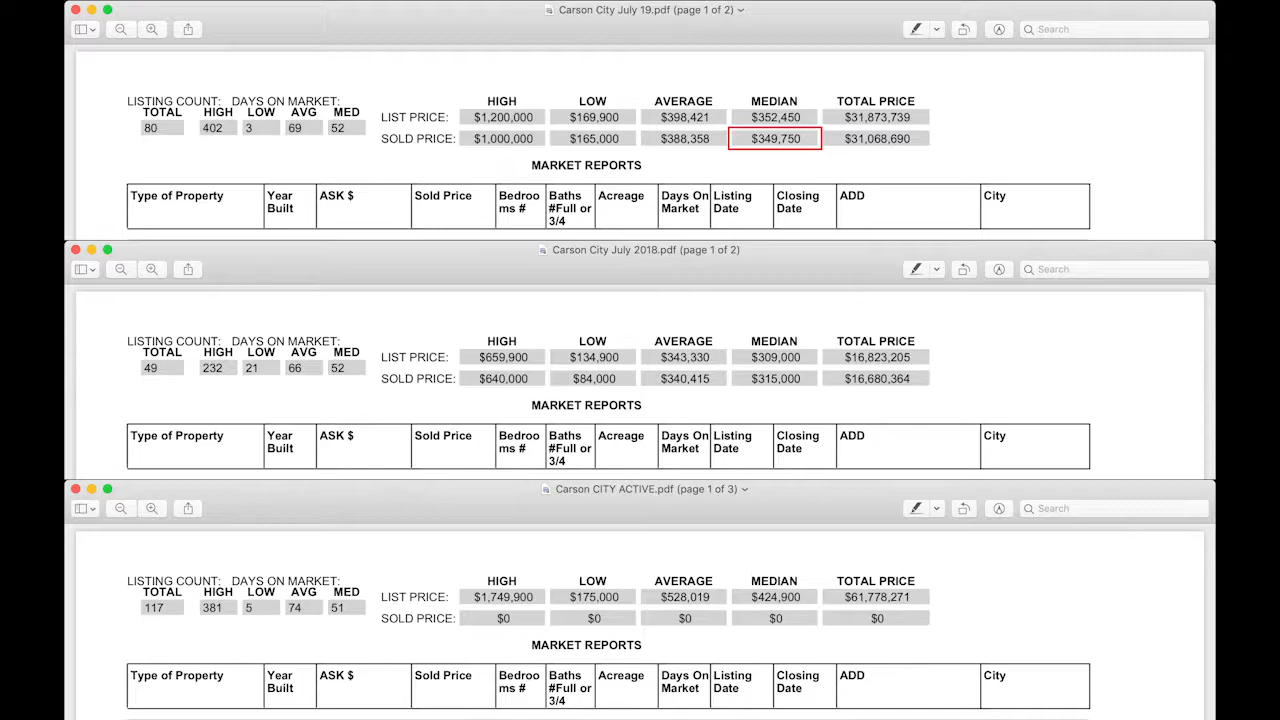 Carson City July 19.pdf (page 1 of 2)
Search
LISTING COUNT: DAYS ON MARKET:
TOTAL HIGH LOW AVG MED
80 402 3 69 52
HIGH LOW AVERAGE MEDIAN TOTAL PRICE
LIST PRICE: $1,200,000 $169,900 $398,421 $352,450 $31,873,739
SOLD PRICE: $1,000,000 $165,000 $388,358 $349,750 $31,068,690
MARKET REPORTS
Type of Property Year ASK $ Sold Price Bedroo Baths Acreage Days On Listing Closing ADD City
Built ms # #Full or Market Date Date
3/4
Carson City July 2018.pdf (page 1 of 2)
Search
LISTING COUNT: DAYS ON MARKET:
TOTAL HIGH LOW AVG MED
49 232 21 66 52
HIGH LOW AVERAGE MEDIAN TOTAL PRICE
LIST PRICE: $659,900 $134,900 $343,330 $309,000 $16,823,205
SOLD PRICE: $640,000 $84,000 $340,415 $315,000 $16,680,364
MARKET REPORTS
Type of Property Year ASK $ Sold Price Bedroo Baths Acreage Days On Listing Closing ADD City
Built ms # #Full or Market Date Date
3/4
Carson CITY ACTIVE.pdf (page 1 of 3)
Search
LISTING COUNT: DAYS ON MARKET:
TOTAL HIGH LOW AVG MED
117 381 5 74 51
HIGH LOW AVERAGE MEDIAN TOTAL PRICE
LIST PRICE: $1,749,900 $175,000 $528,019 $424,900 $61,778,271
SOLD PRICE: $0 $0 $0 $0 $0
MARKET REPORTS
Type of Property Year ASK $ Sold Price Bedroo Baths Acreage Days On Listing Closing ADD City
Built ms # #Full or Market Date Date
3/4